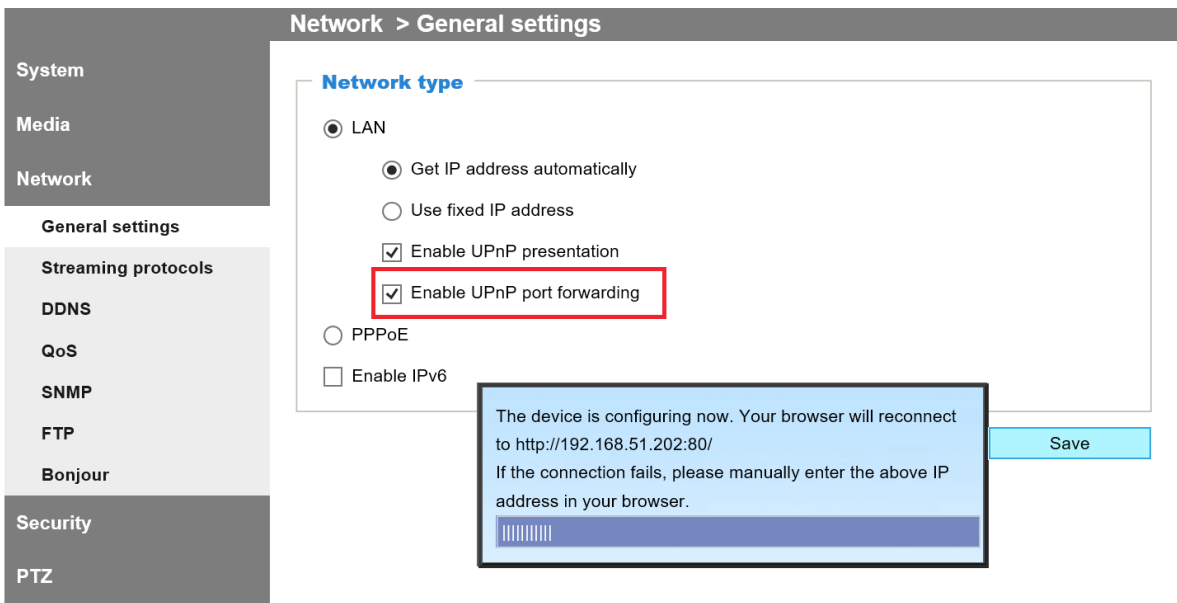 Network > General settings
System
Media
Network
General settings
Streaming protocols
DDNS
QoS
SNMP
FTP
Bonjour
Security
PTZ
Network type
LAN
Get IP address automatically
Use fixed IP address
Enable UPnP presentation
Enable UPnP port forwarding
PPPoE
Enable IPv6
The device is configuring now. Your browser will reconnect
to http://192.168.51.202:80/
If the connection fails, please manually enter the above IP
address in your browser.
Save